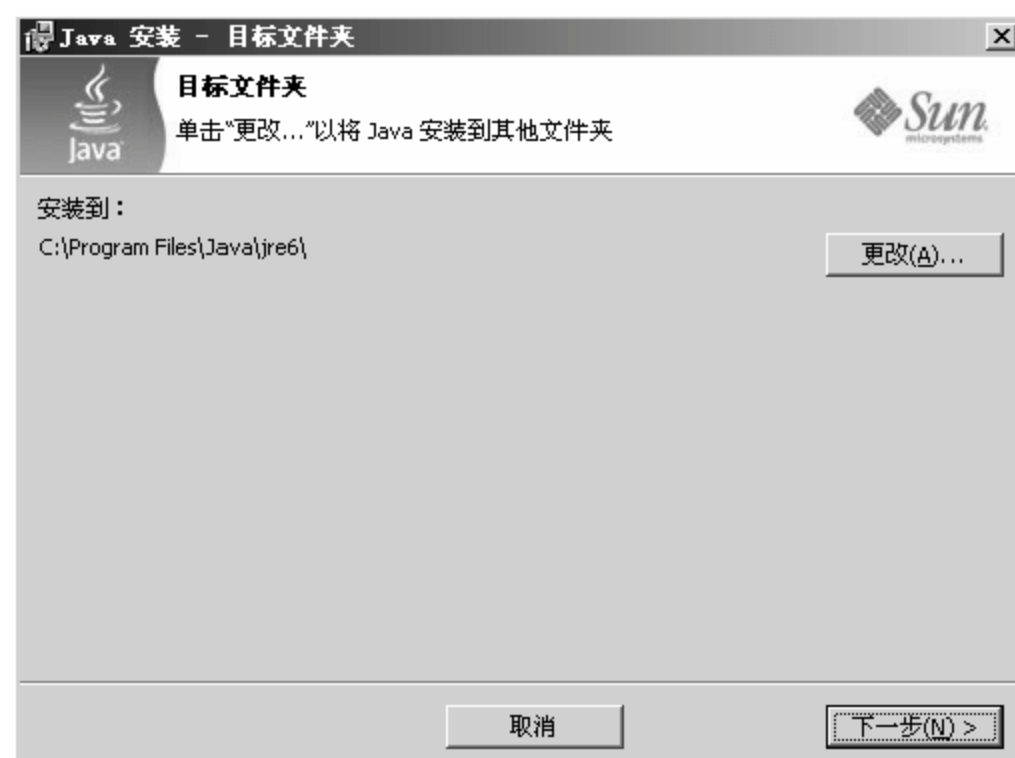 Java 安装 - 目标文件夹
目标文件夹
单击“更改...”以将 Java 安装到其他文件夹
Java
Sun
microsystems
安装到：
C:\Program Files\Java\jre6\
更改(A)...
取消
下一步(N) >